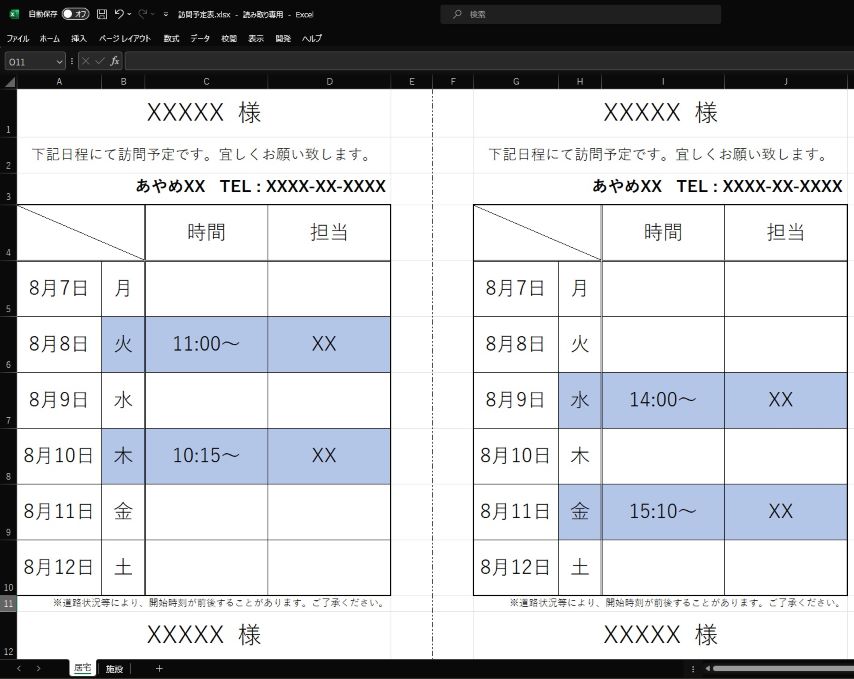 自動保存 オフ 訪問予定表.xlsx - 読み取り専用 - Excel 検索
ファイル ホーム 挿入 ページ レイアウト 数式 データ 校閲 表示 開発 ヘルプ
O11 fx
A B C D E F G H I J
1 XXXXX 様 XXXXX 様
2 下記日程にて訪問予定です。宜しくお願い致します。 下記日程にて訪問予定です。宜しくお願い致します。
3 あやめXX TEL:XXXX-XX-XXXX あやめXX TEL:XXXX-XX-XXXX
4 時間 担当 時間 担当
5 8月7日 月 8月7日 月
6 8月8日 火 11:00～ XX 8月8日 火
7 8月9日 水 8月9日 水 14:00～ XX
8 8月10日 木 10:15～ XX 8月10日 木
9 8月11日 金 8月11日 金 15:10～ XX
10 8月12日 土 8月12日 土
11 ※道路状況等により、開始時刻が前後することがあります。ご了承ください。 ※道路状況等により、開始時刻が前後することがあります。ご了承ください。
12 XXXXX 様 XXXXX 様
居宅 施設 +